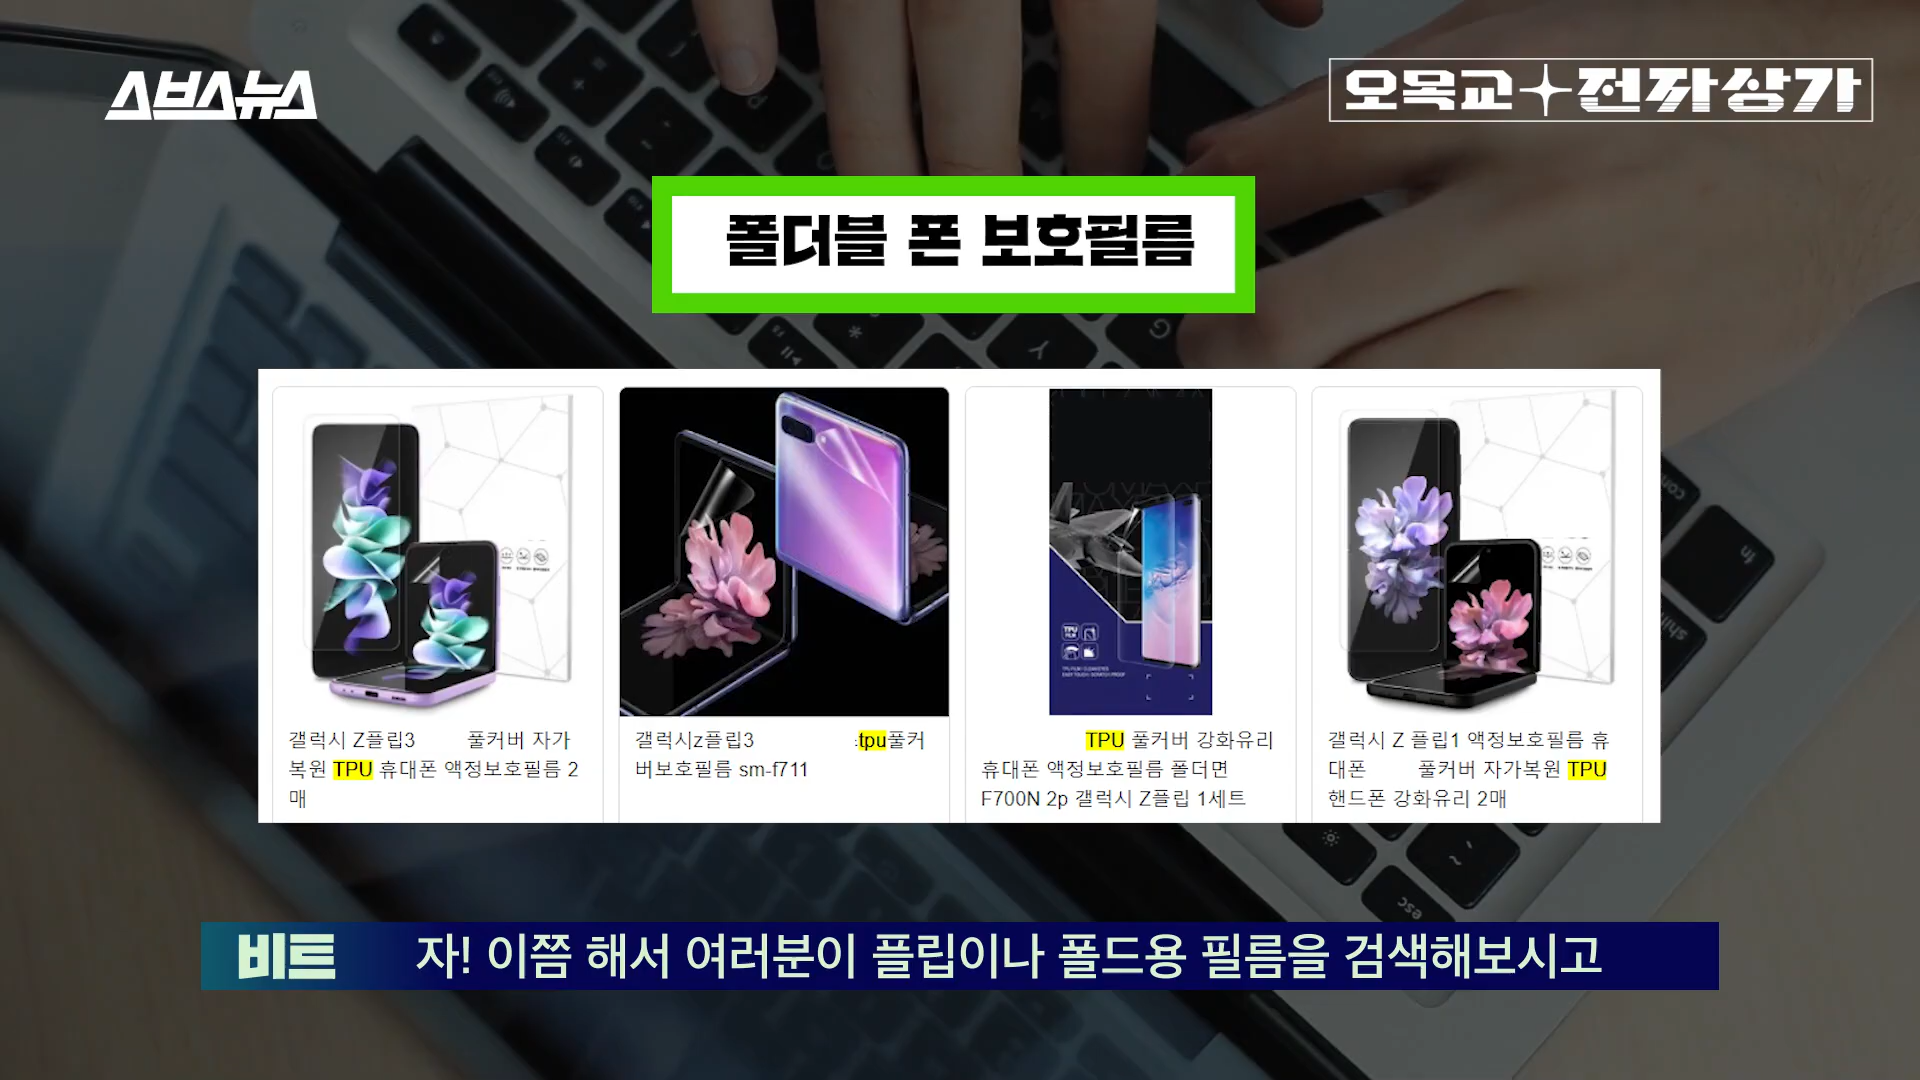 스브스뉴스
오목교 전자상가
폴더블 폰 보호필름
갤럭시 Z플립3 풀커버 자가
복원 TPU 휴대폰 액정보호필름 2
매
갤럭시z플립3 tpu풀커
버보호필름 sm-f711
TPU 풀커버 강화유리
휴대폰 액정보호필름 폴더면
F700N 2p 갤럭시 Z플립 1세트
갤럭시 Z 플립1 액정보호필름 휴
대폰 풀커버 자가복원 TPU
핸드폰 강화유리 2매
비트 자! 이쯤 해서 여러분이 플립이나 폴드용 필름을 검색해보시고